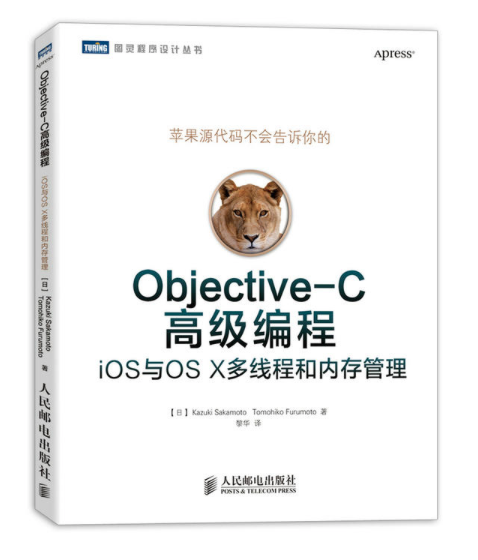 TURING 图灵程序设计丛书
Apress®
苹果源代码不会告诉你的
Objective-C
高级编程
iOS与OS X多线程和内存管理
【日】Kazuki Sakamoto Tomohiko Furumoto 著
黎华 译
人民邮电出版社
POSTS & TELECOM PRESS
TURING
Apress
Objective-C高级编程
iOS与OS X多线程和内存管理
【日】Kazuki Sakamoto
Tomohiko Furumoto
著
人民邮电出版社